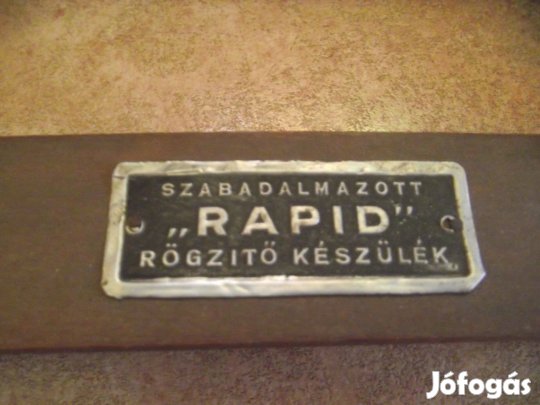 SZABADALMAZOTT
„RAPID”
RÖGZITŐ KÉSZÜLÉK
Jófogás